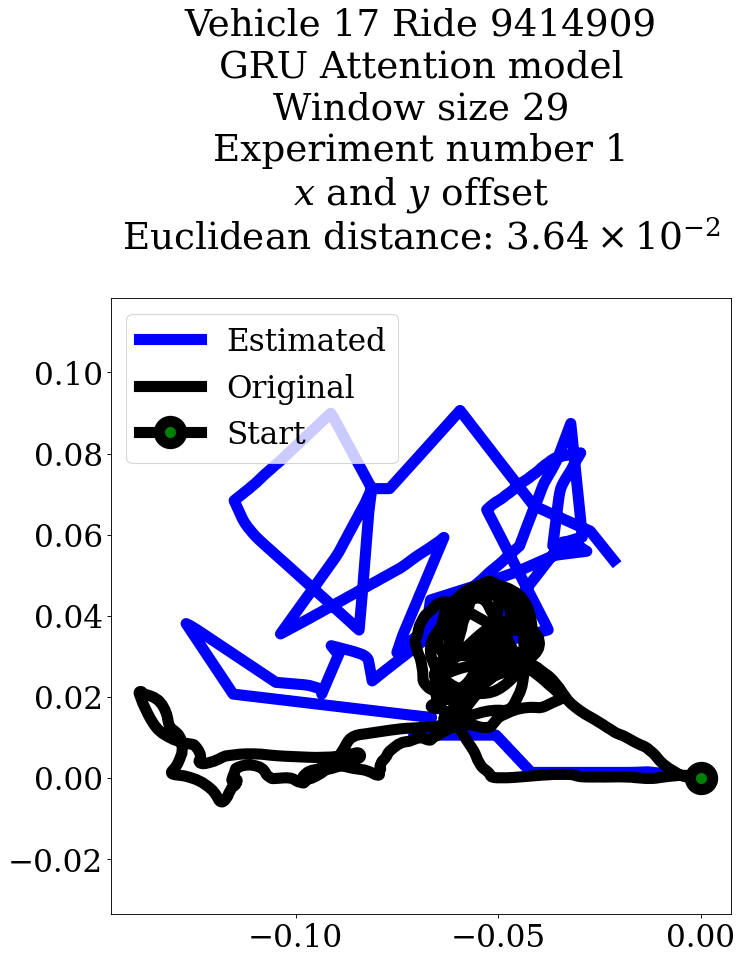 Vehicle 17 Ride 9414909
GRU Attention model
Window size 29
Experiment number 1
x and y offset
Euclidean distance: 3.64 × 10⁻²
Estimated
Original
Start
0.10
0.08
0.06
0.04
0.02
0.00
−0.02
−0.10
−0.05
0.00